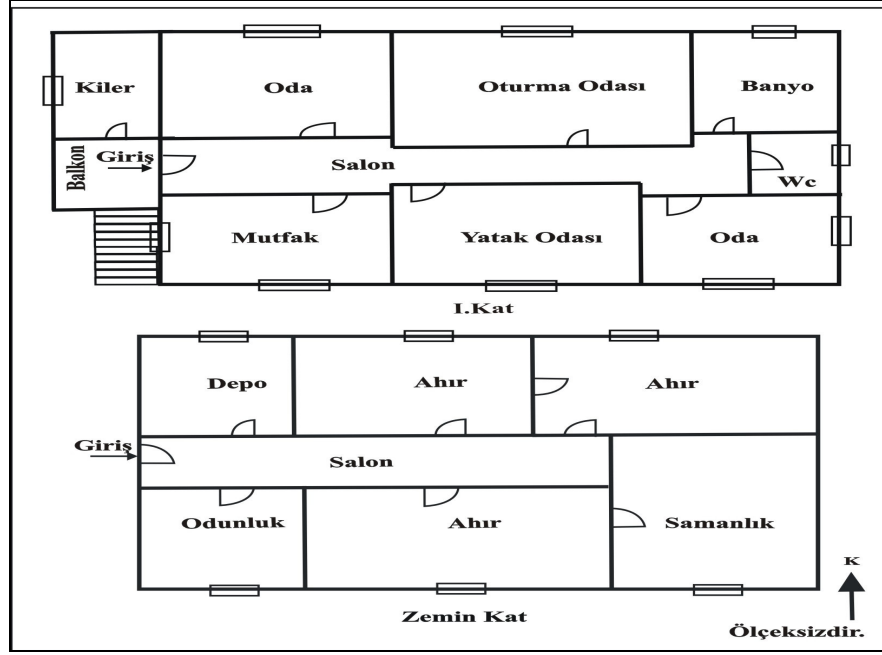 Kiler
Oda
Oturma Odası
Banyo
Balkon
Giriş
Salon
Wc
Mutfak
Yatak Odası
Oda
I.Kat
Depo
Ahır
Ahır
Giriş
Salon
Odunluk
Ahır
Samanlık
K
Zemin Kat
Ölçeksizdir.